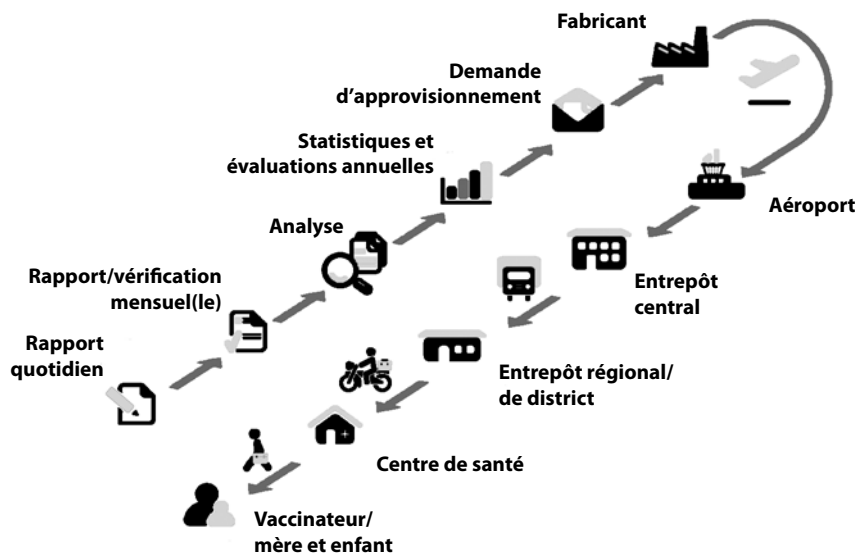 Fabricant
Demande
d’approvisionnement
Statistiques et
évaluations annuelles
Analyse
Rapport/vérification
mensuel(le)
Rapport
quotidien
Aéroport
Entrepôt
central
Entrepôt régional/
de district
Centre de santé
Vaccinateur/
mère et enfant